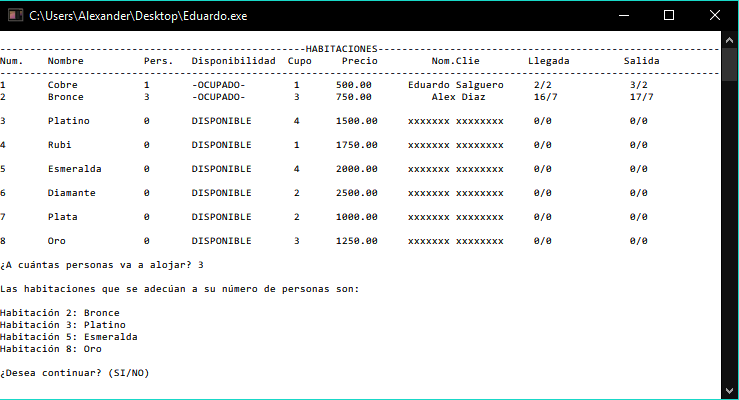 C:\Users\Alexander\Desktop\Eduardo.exe
---------------------------------------------------HABITACIONES---------------------------------------------------------
Num. Nombre Pers. Disponibilidad Cupo Precio Nom.Clie Llegada Salida
------------------------------------------------------------------------------------------------------------------------
1 Cobre 1 -OCUPADO- 1 500.00 Eduardo Salguero 2/2 3/2
2 Bronce 3 -OCUPADO- 3 750.00 Alex Diaz 16/7 17/7
3 Platino 0 DISPONIBLE 4 1500.00 xxxxxxx xxxxxxxx 0/0 0/0
4 Rubi 0 DISPONIBLE 1 1750.00 xxxxxxx xxxxxxxx 0/0 0/0
5 Esmeralda 0 DISPONIBLE 4 2000.00 xxxxxxx xxxxxxxx 0/0 0/0
6 Diamante 0 DISPONIBLE 2 2500.00 xxxxxxx xxxxxxxx 0/0 0/0
7 Plata 0 DISPONIBLE 2 1000.00 xxxxxxx xxxxxxxx 0/0 0/0
8 Oro 0 DISPONIBLE 3 1250.00 xxxxxxx xxxxxxxx 0/0 0/0
¿A cuántas personas va a alojar? 3
Las habitaciones que se adecúan a su número de personas son:
Habitación 2: Bronce
Habitación 3: Platino
Habitación 5: Esmeralda
Habitación 8: Oro
¿Desea continuar? (SI/NO)